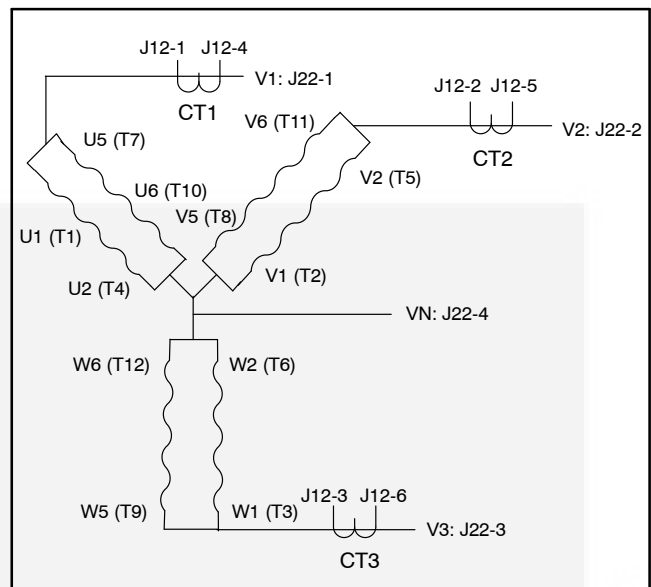 J12-1 J12-4
V1: J22-1
CT1
J12-2 J12-5
V2: J22-2
CT2
U5 (T7)
V6 (T11)
V2 (T5)
U6 (T10)
V5 (T8)
U1 (T1)
U2 (T4)
V1 (T2)
VN: J22-4
W6 (T12)
W2 (T6)
W5 (T9)
W1 (T3)
J12-3 J12-6
V3: J22-3
CT3